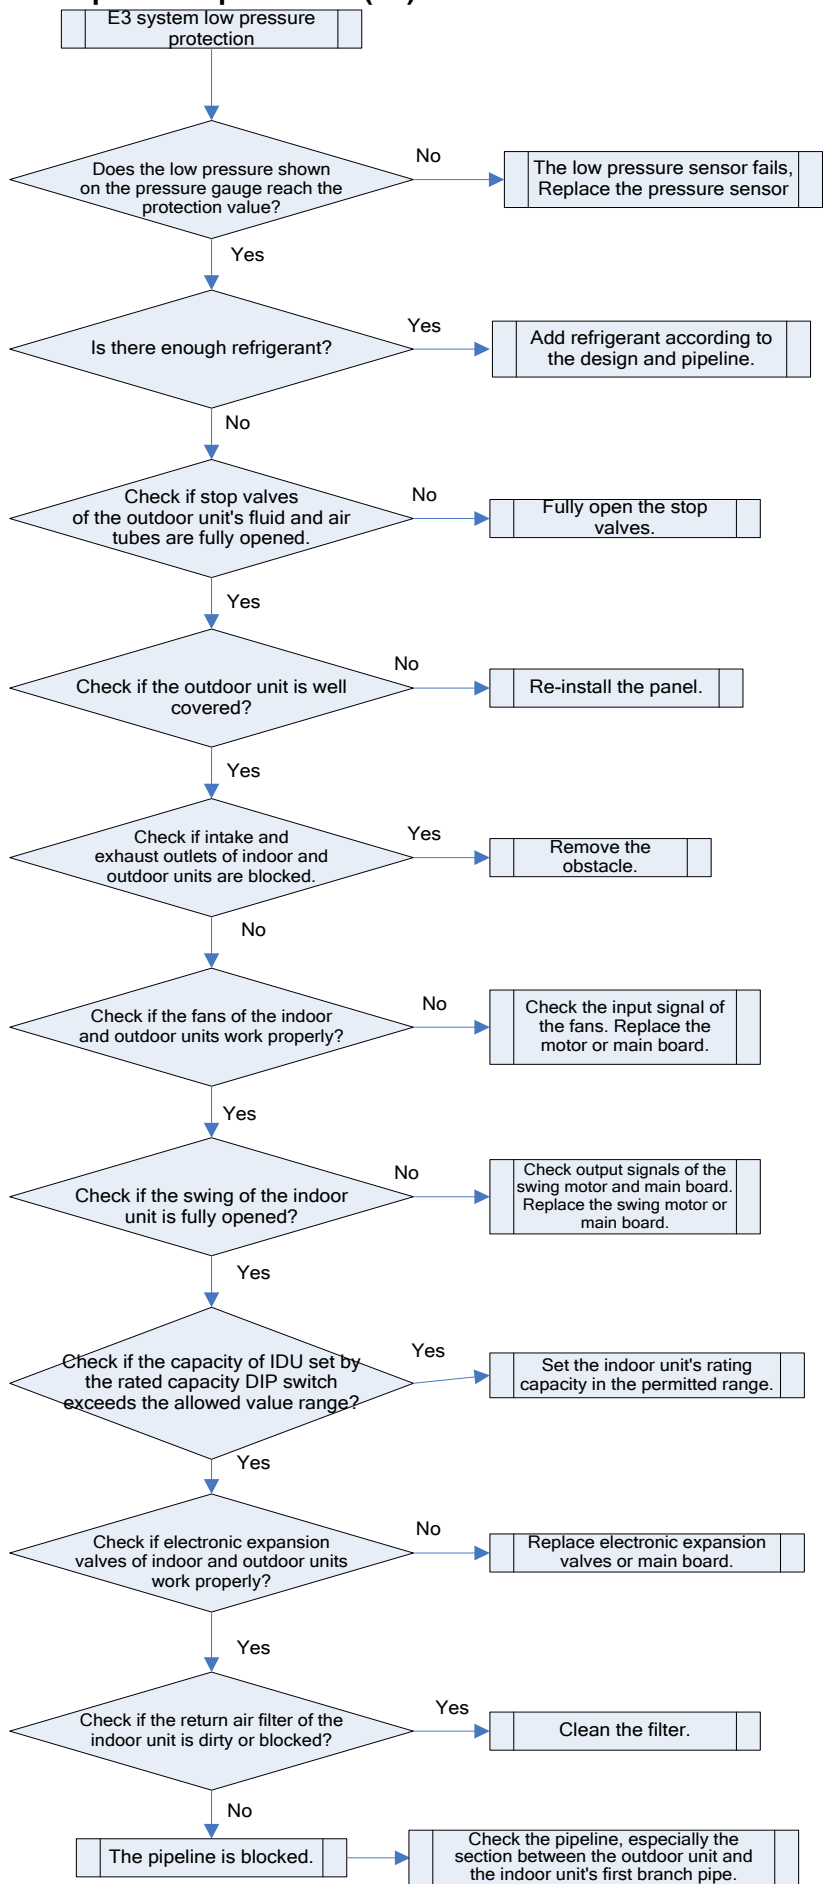 E3 system low pressure
protection
Does the low pressure shown
on the pressure gauge reach the
protection value?
No
The low pressure sensor fails,
Replace the pressure sensor
Yes
Is there enough refrigerant?
Yes
Add refrigerant according to
the design and pipeline.
No
Check if stop valves
of the outdoor unit's fluid and air
tubes are fully opened.
No
Fully open the stop
valves.
Yes
Check if the outdoor unit is well
covered?
No
Re-install the panel.
Yes
Check if intake and
exhaust outlets of indoor and
outdoor units are blocked.
Yes
Remove the
obstacle.
No
Check if the fans of the indoor
and outdoor units work properly?
No
Check the input signal of
the fans. Replace the
motor or main board.
Yes
Check if the swing of the indoor
unit is fully opened?
No
Check output signals of the
swing motor and main board.
Replace the swing motor or
main board.
Yes
Check if the capacity of IDU set by
the rated capacity DIP switch
exceeds the allowed value range?
Yes
Set the indoor unit's rating
capacity in the permitted range.
Yes
Check if electronic expansion
valves of indoor and outdoor units
work properly?
No
Replace electronic expansion
valves or main board.
Yes
Check if the return air filter of the
indoor unit is dirty or blocked?
Yes
Clean the filter.
No
The pipeline is blocked.
Check the pipeline, especially the
section between the outdoor unit and
the indoor unit's first branch pipe.